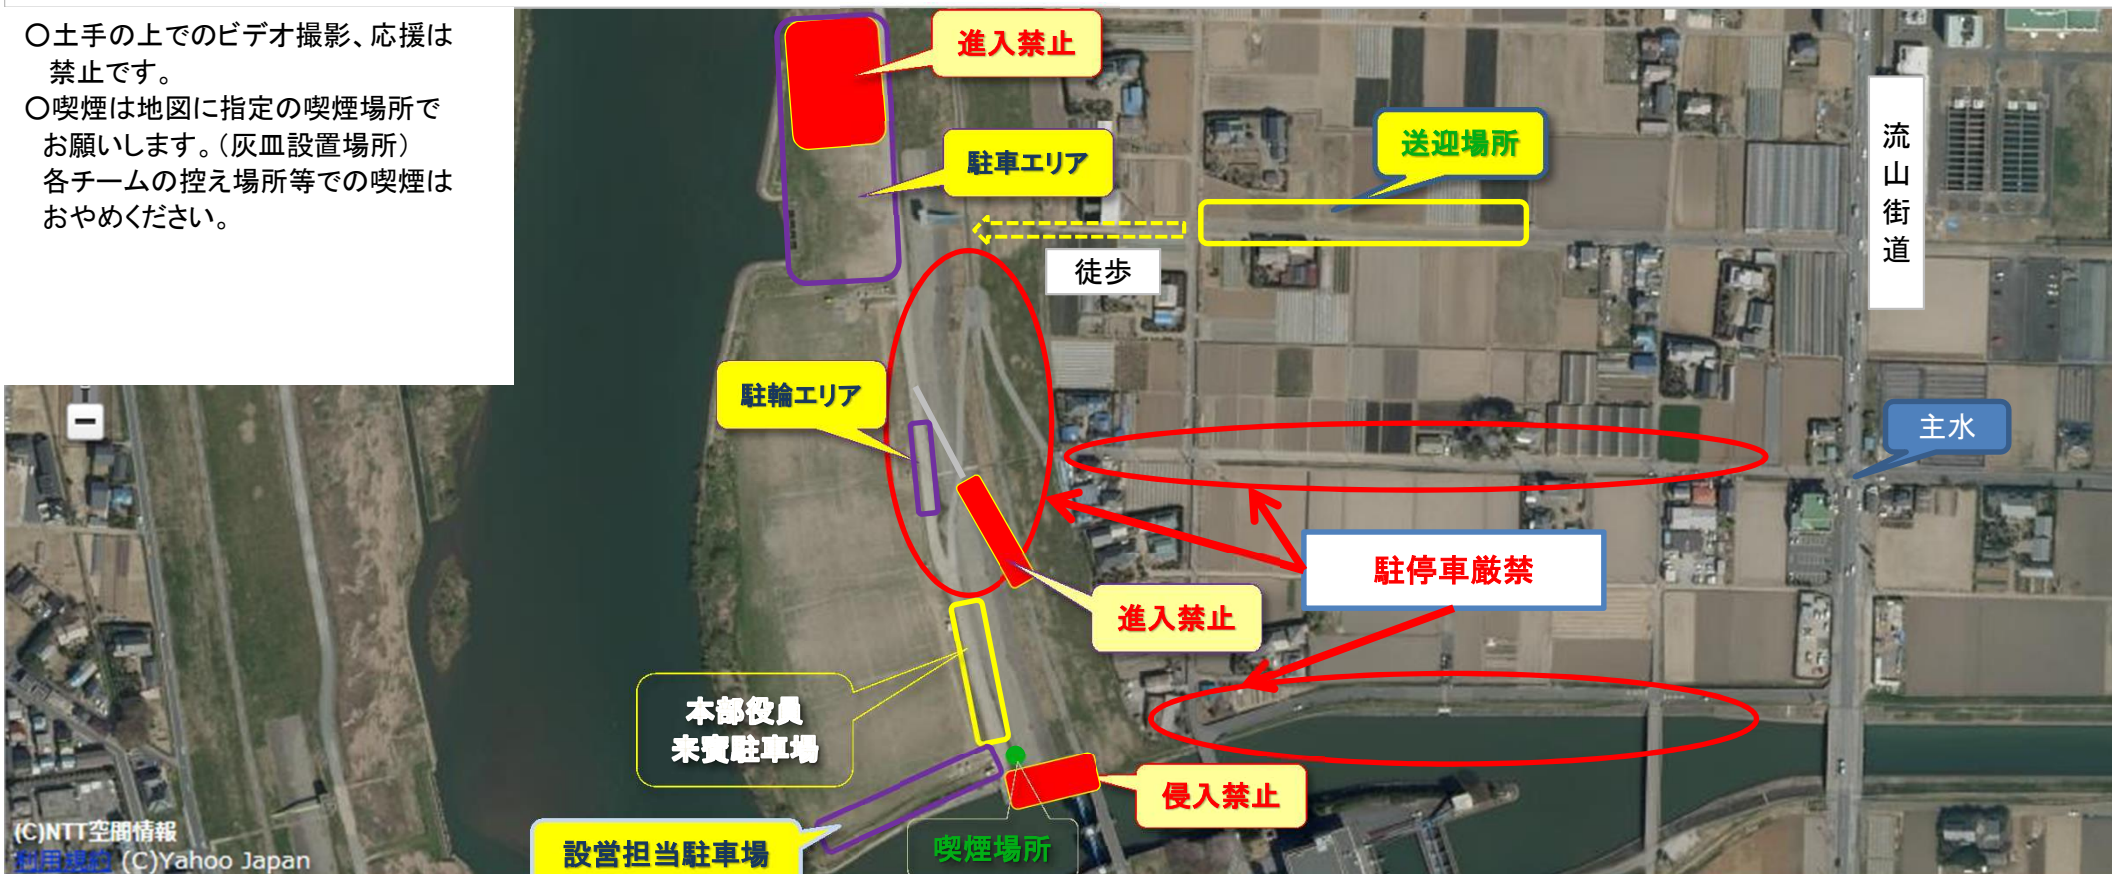 〇土手の上でのビデオ撮影、応援は
禁止です。
〇喫煙は地図に指定の喫煙場所で
お願いします。（灰皿設置場所）
各チームの控え場所等での喫煙は
おやめください。
進入禁止
駐車エリア
送迎場所
徒歩
流山街道
駐輪エリア
主水
駐停車厳禁
進入禁止
本部役員
来賓駐車場
侵入禁止
設営担当駐車場
喫煙場所
(C)NTT空間情報
利用規約 (C)Yahoo Japan